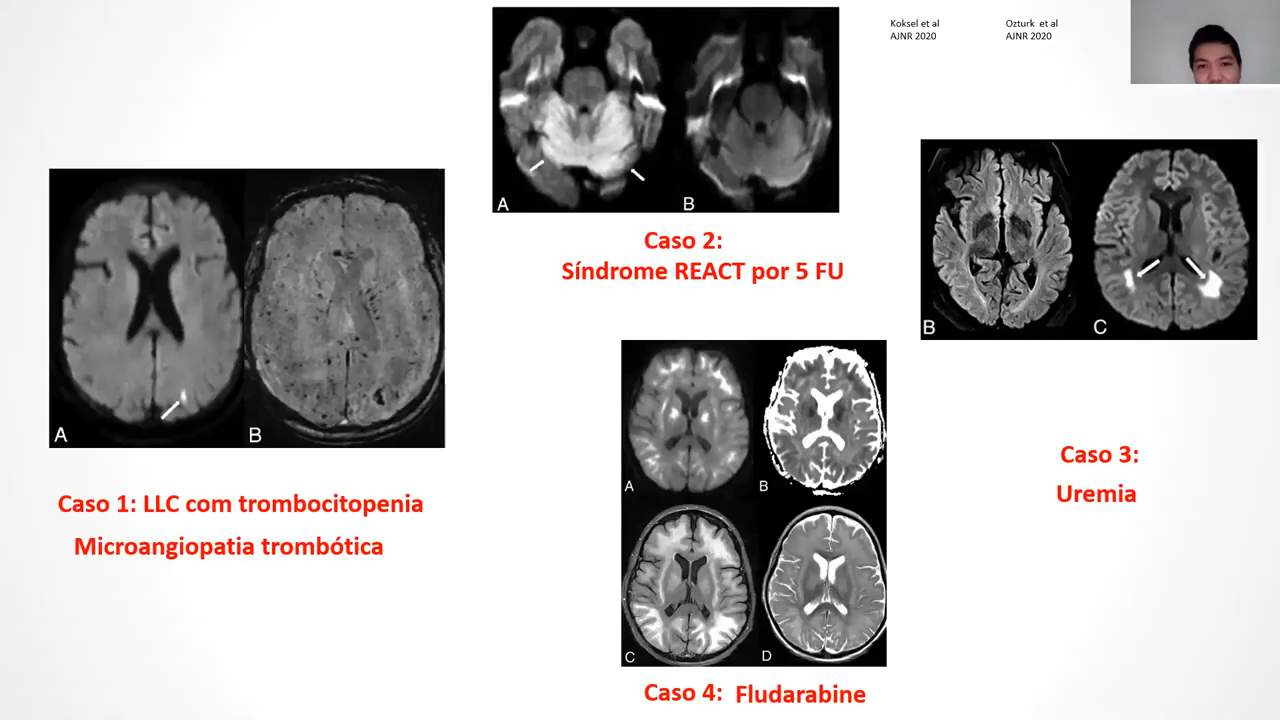 Koksel et al
AJNR 2020
Ozturk et al
AJNR 2020
A
B
Caso 1: LLC com trombocitopenia
Microangiopatia trombótica
A
B
Caso 2:
Síndrome REACT por 5 FU
B
C
Caso 3:
Uremia
A
B
C
D
Caso 4: Fludarabine